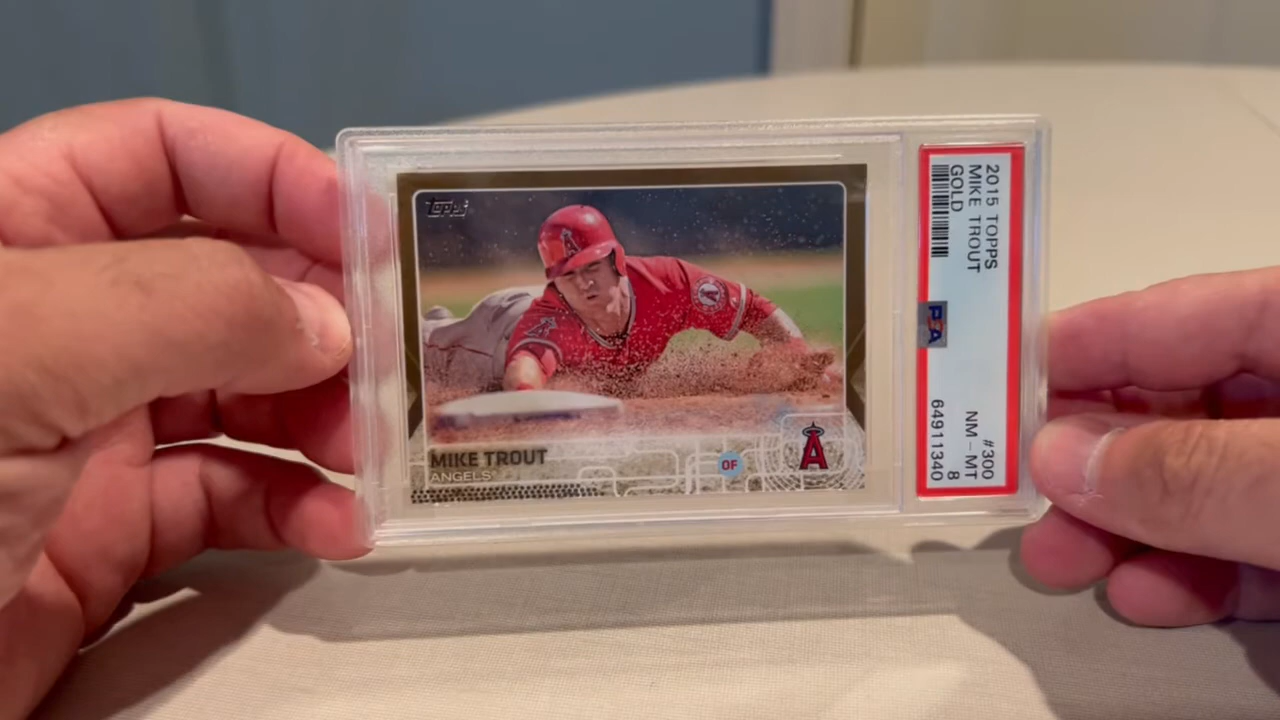 Topps
MIKE TROUT
ANGELS
OF
A
2015 TOPPS
MIKE TROUT
GOLD
PSA
#300
NM-MT
8
64911340